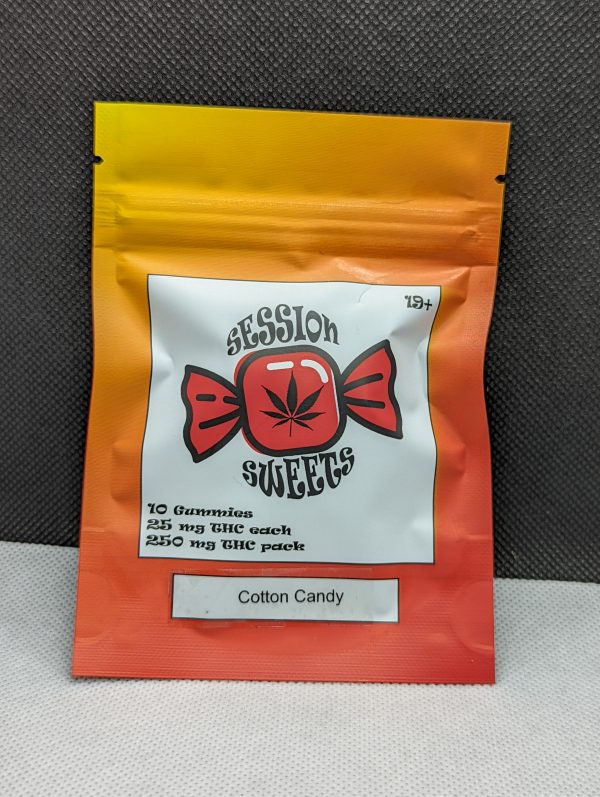 19+
SESSION
SWEETS
10 Gummies
25 mg THC each
250 mg THC pack
Cotton Candy